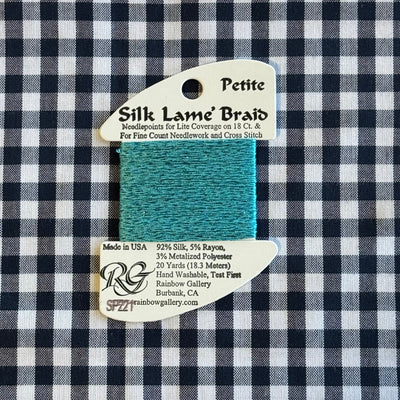 Petite
Silk Lame' Braid
Needlepoints for Lite Coverage on 18 Ct. &
For Fine Count Needlework and Cross Stitch
Made in USA
92% Silk, 5% Rayon,
3% Metalized Polyester
20 Yards (18.3 Meters)
Hand Washable, Test First
Rainbow Gallery
Burbank, CA
rainbowgallery.com
RG
SP221